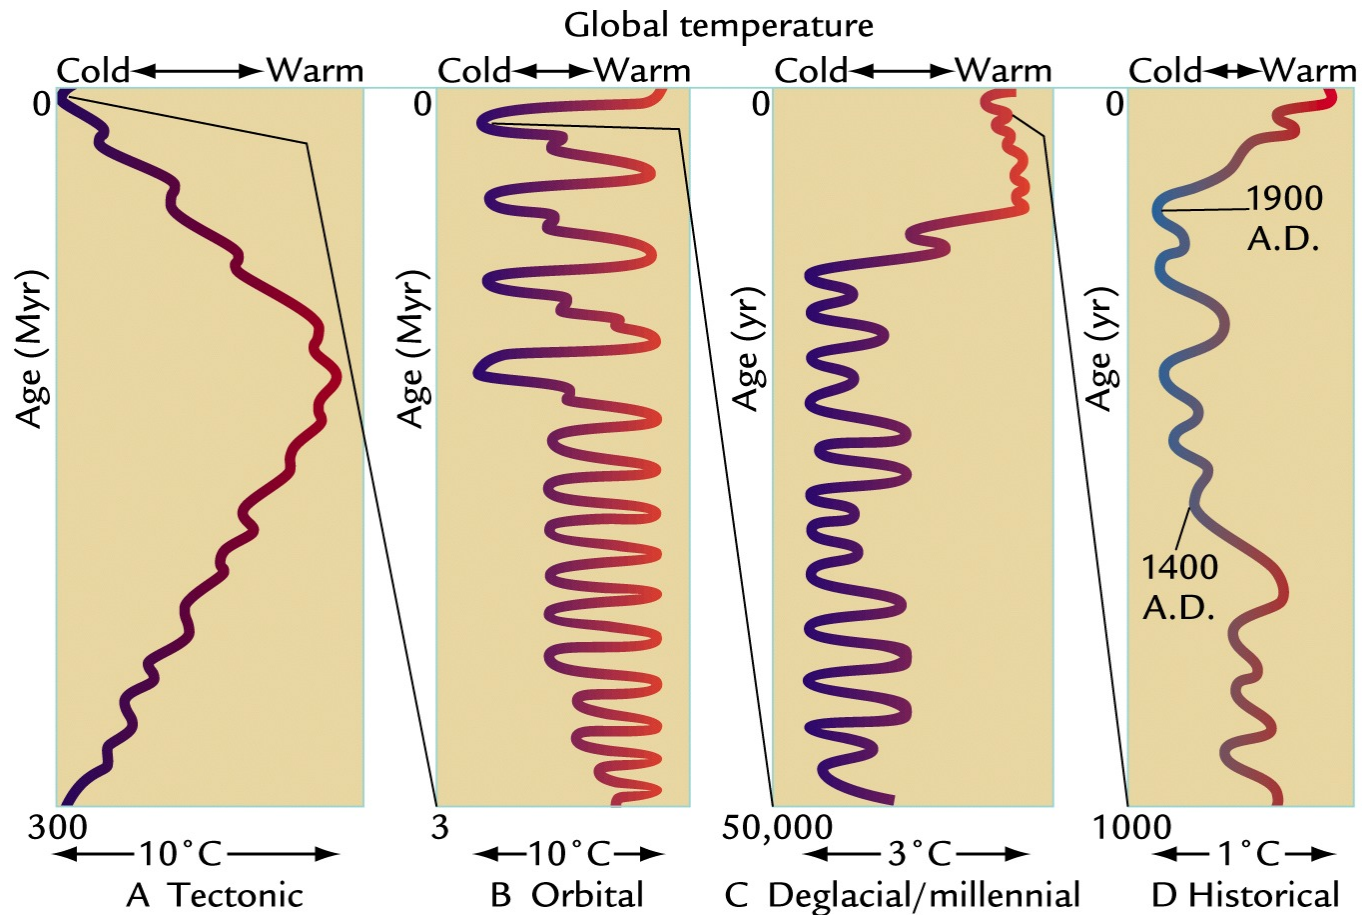 Global temperature
Cold Warm
Cold Warm
Cold Warm
Cold Warm
0
0
0
0
Age (Myr)
Age (Myr)
Age (yr)
Age (yr)
1900
A.D.
1400
A.D.
300
3
50,000
1000
10°C
10°C
3°C
1°C
A Tectonic
B Orbital
C Deglacial/millennial
D Historical